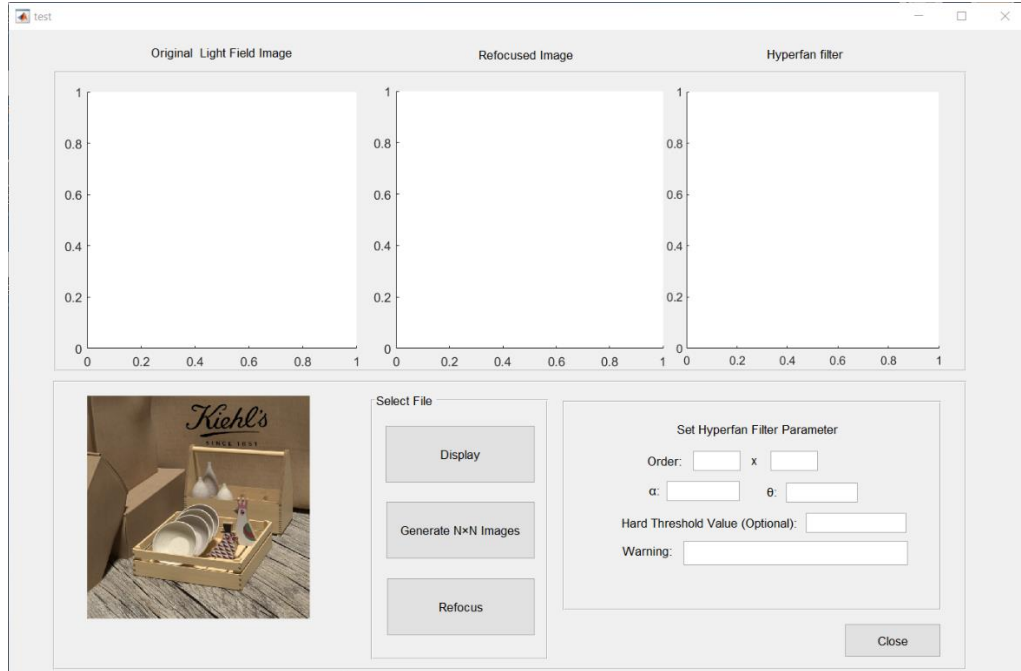 test
Original Light Field Image
Refocused Image
Hyperfan filter
1
0.8
0.6
0.4
0.2
0
0 0.2 0.4 0.6 0.8 1
1
0.8
0.6
0.4
0.2
0
0 0.2 0.4 0.6 0.8 1
1
0.8
0.6
0.4
0.2
0
0 0.2 0.4 0.6 0.8 1
Kiehl's
SINCE 1851
Select File
Display
Generate N×N Images
Refocus
Set Hyperfan Filter Parameter
Order: x
α: θ:
Hard Threshold Value (Optional):
Warning:
Close